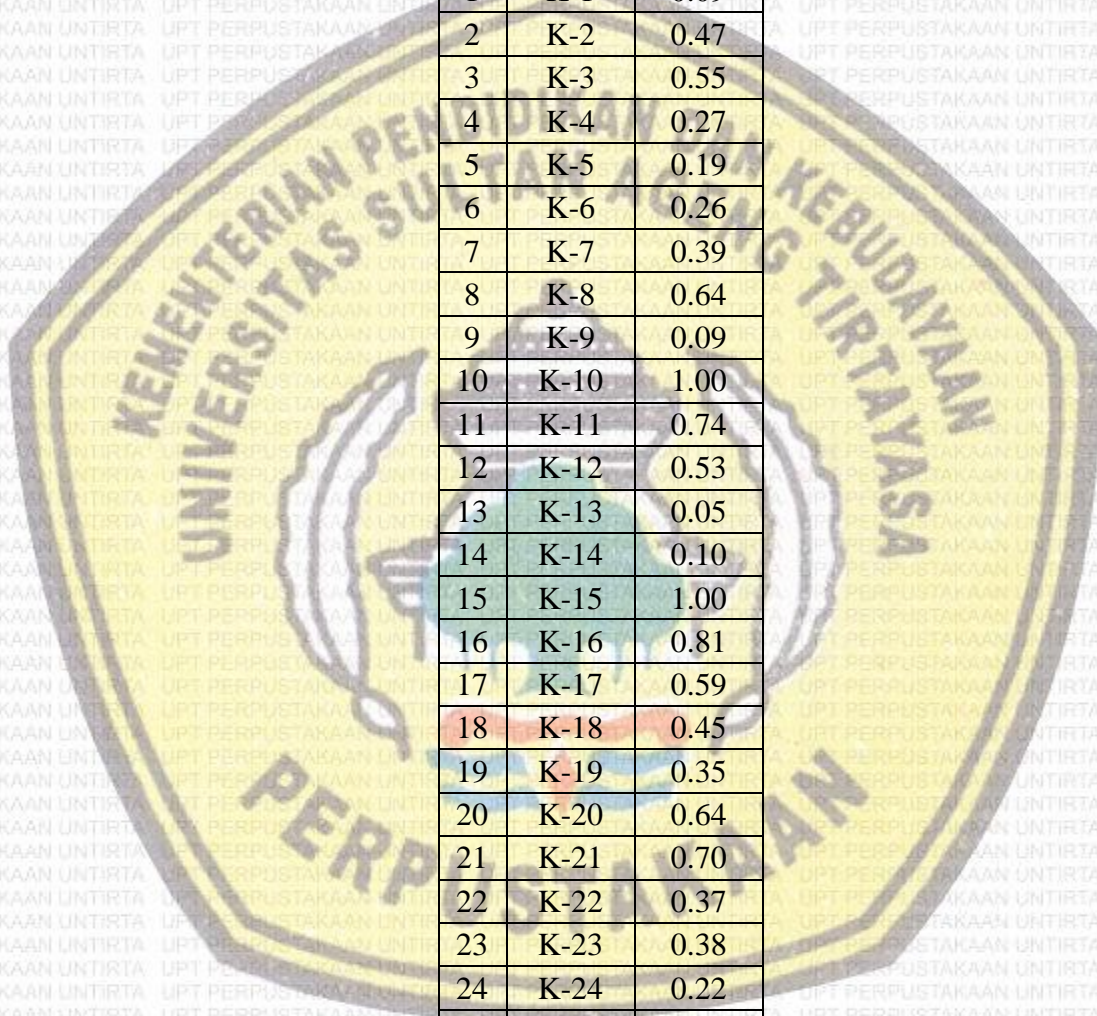 2 K-2 0.47
3 K-3 0.55
4 K-4 0.27
5 K-5 0.19
6 K-6 0.26
7 K-7 0.39
8 K-8 0.64
9 K-9 0.09
10 K-10 1.00
11 K-11 0.74
12 K-12 0.53
13 K-13 0.05
14 K-14 0.10
15 K-15 1.00
16 K-16 0.81
17 K-17 0.59
18 K-18 0.45
19 K-19 0.35
20 K-20 0.64
21 K-21 0.70
22 K-22 0.37
23 K-23 0.38
24 K-24 0.22
KEMENTERIAN PENDIDIKAN DAN KEBUDAYAAN
UNIVERSITAS SULTAN AGENG TIRTAYASA
PERPUSTAKAAN